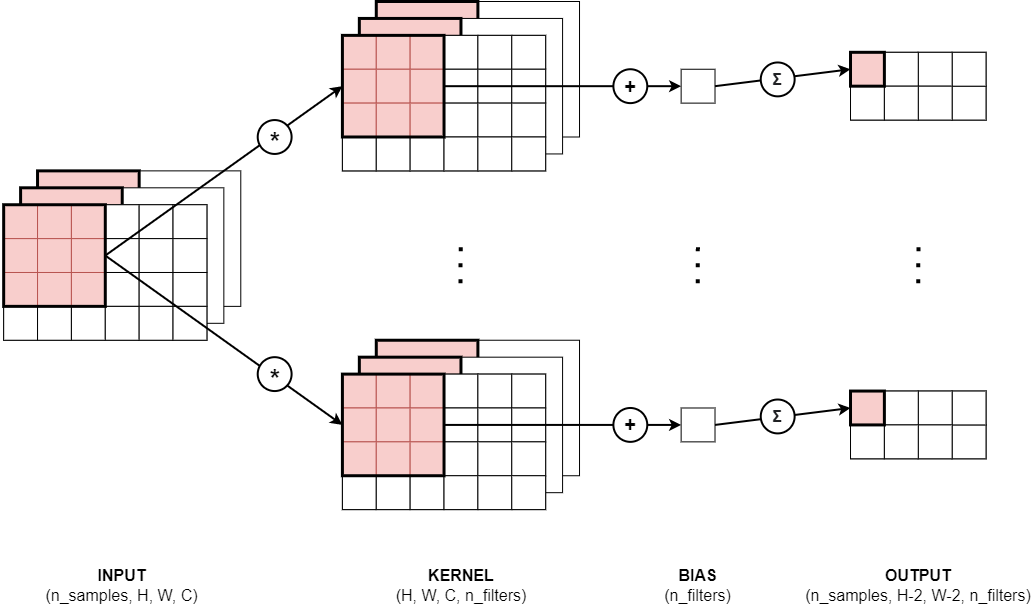 *
+
Σ
*
+
Σ
INPUT
(n_samples, H, W, C)
KERNEL
(H, W, C, n_filters)
BIAS
(n_filters)
OUTPUT
(n_samples, H-2, W-2, n_filters)